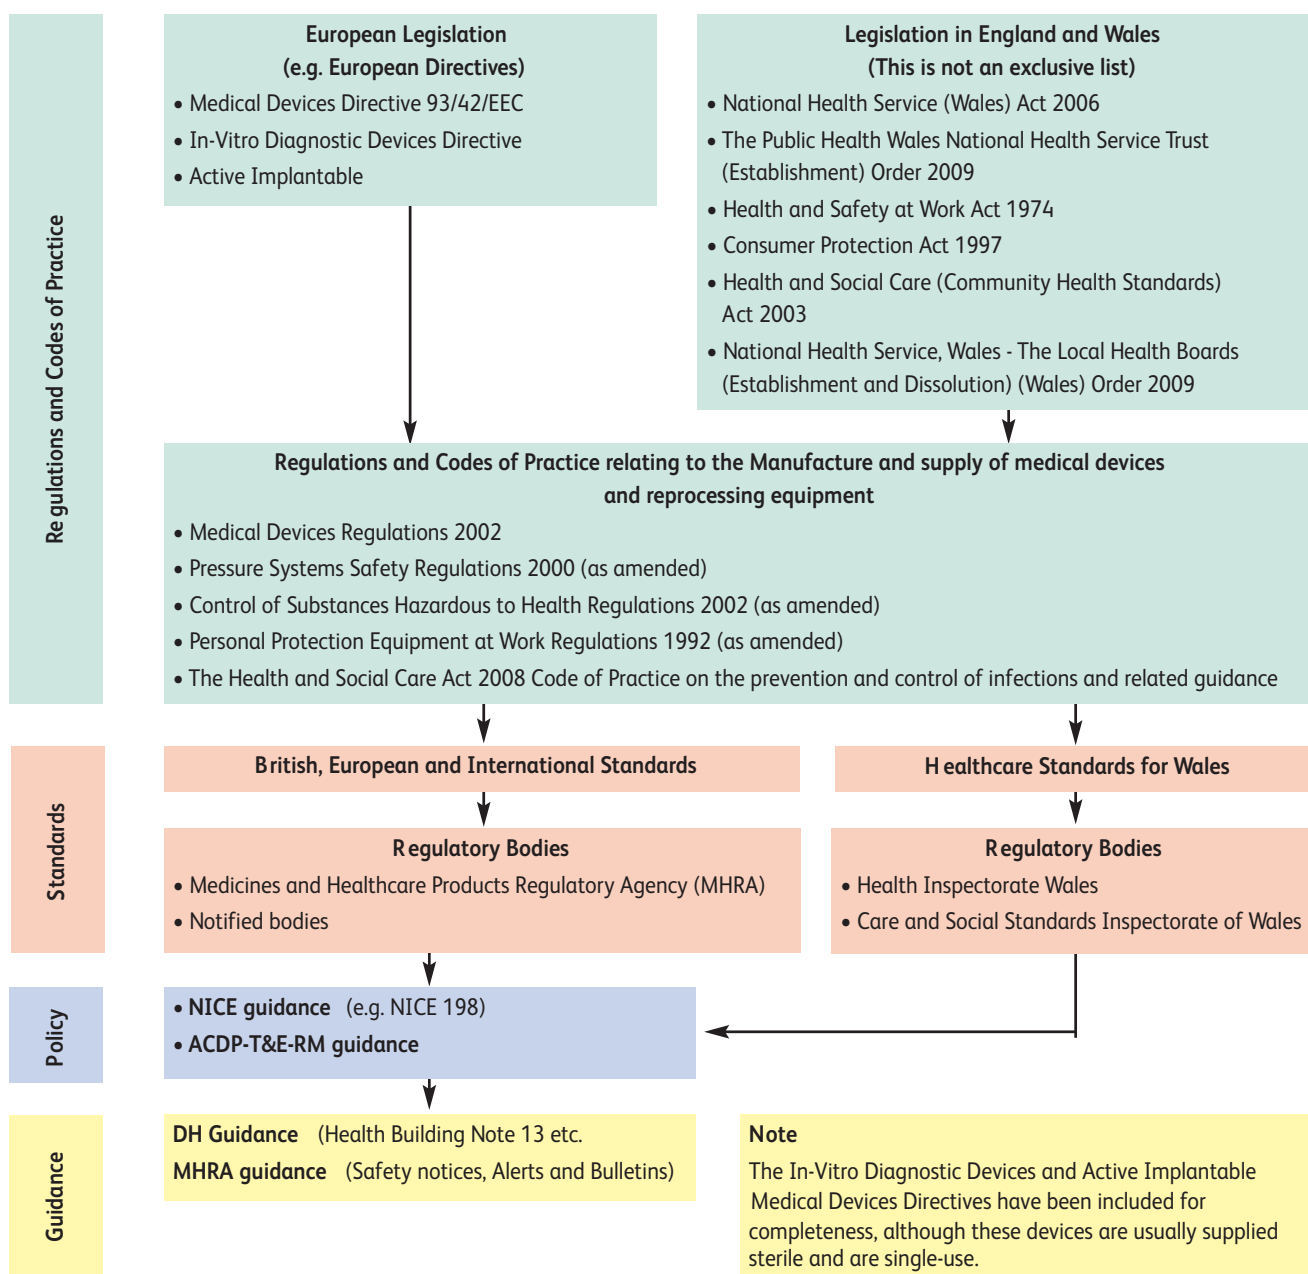 Regulations and Codes of Practice
European Legislation
(e.g. European Directives)
• Medical Devices Directive 93/42/EEC
• In-Vitro Diagnostic Devices Directive
• Active Implantable
Legislation in England and Wales
(This is not an exclusive list)
• National Health Service (Wales) Act 2006
• The Public Health Wales National Health Service Trust
(Establishment) Order 2009
• Health and Safety at Work Act 1974
• Consumer Protection Act 1997
• Health and Social Care (Community Health Standards)
Act 2003
• National Health Service, Wales - The Local Health Boards
(Establishment and Dissolution) (Wales) Order 2009
Regulations and Codes of Practice relating to the Manufacture and supply of medical devices
and reprocessing equipment
• Medical Devices Regulations 2002
• Pressure Systems Safety Regulations 2000 (as amended)
• Control of Substances Hazardous to Health Regulations 2002 (as amended)
• Personal Protection Equipment at Work Regulations 1992 (as amended)
• The Health and Social Care Act 2008 Code of Practice on the prevention and control of infections and related guidance
Standards
British, European and International Standards
Healthcare Standards for Wales
Regulatory Bodies
• Medicines and Healthcare Products Regulatory Agency (MHRA)
• Notified bodies
Regulatory Bodies
• Health Inspectorate Wales
• Care and Social Standards Inspectorate of Wales
Policy
• NICE guidance (e.g. NICE 198)
• ACDP-T&E-RM guidance
Guidance
DH Guidance (Health Building Note 13 etc.
MHRA guidance (Safety notices, Alerts and Bulletins)
Note
The In-Vitro Diagnostic Devices and Active Implantable
Medical Devices Directives have been included for
completeness, although these devices are usually supplied
sterile and are single-use.